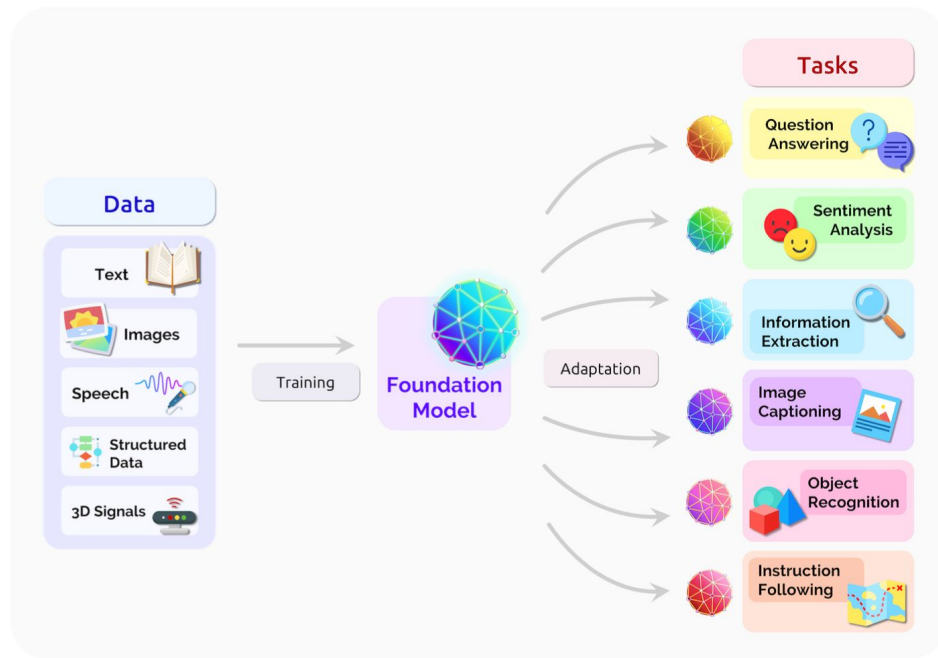 Data
Text
Images
Speech
Structured
Data
3D Signals
Training
Foundation
Model
Adaptation
Tasks
Question
Answering
?
Sentiment
Analysis
Information
Extraction
Image
Captioning
Object
Recognition
Instruction
Following